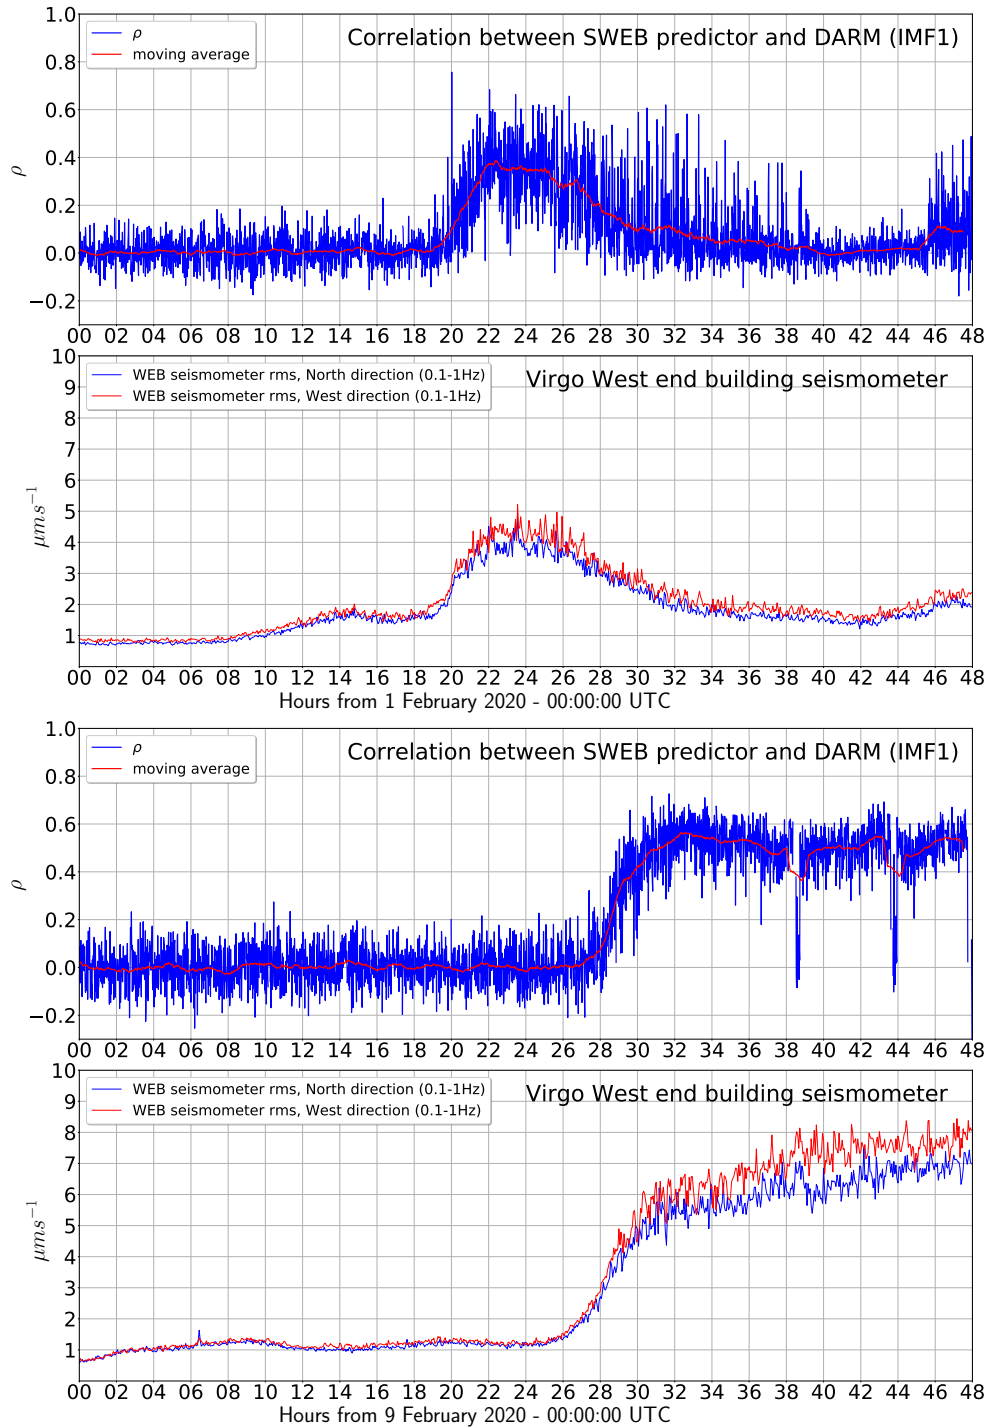 1.0
0.8
0.6
0.4
0.2
0.0
−0.2
ρ
ρ
moving average
Correlation between SWEB predictor and DARM (IMF1)
00 02 04 06 08 10 12 14 16 18 20 22 24 26 28 30 32 34 36 38 40 42 44 46 48
10
9
8
7
6
5
4
3
2
1
μms⁻¹
WEB seismometer rms, North direction (0.1-1Hz)
WEB seismometer rms, West direction (0.1-1Hz)
Virgo West end building seismometer
00 02 04 06 08 10 12 14 16 18 20 22 24 26 28 30 32 34 36 38 40 42 44 46 48
Hours from 1 February 2020 - 00:00:00 UTC
1.0
0.8
0.6
0.4
0.2
0.0
−0.2
ρ
ρ
moving average
Correlation between SWEB predictor and DARM (IMF1)
00 02 04 06 08 10 12 14 16 18 20 22 24 26 28 30 32 34 36 38 40 42 44 46 48
10
9
8
7
6
5
4
3
2
1
μms⁻¹
WEB seismometer rms, North direction (0.1-1Hz)
WEB seismometer rms, West direction (0.1-1Hz)
Virgo West end building seismometer
00 02 04 06 08 10 12 14 16 18 20 22 24 26 28 30 32 34 36 38 40 42 44 46 48
Hours from 9 February 2020 - 00:00:00 UTC